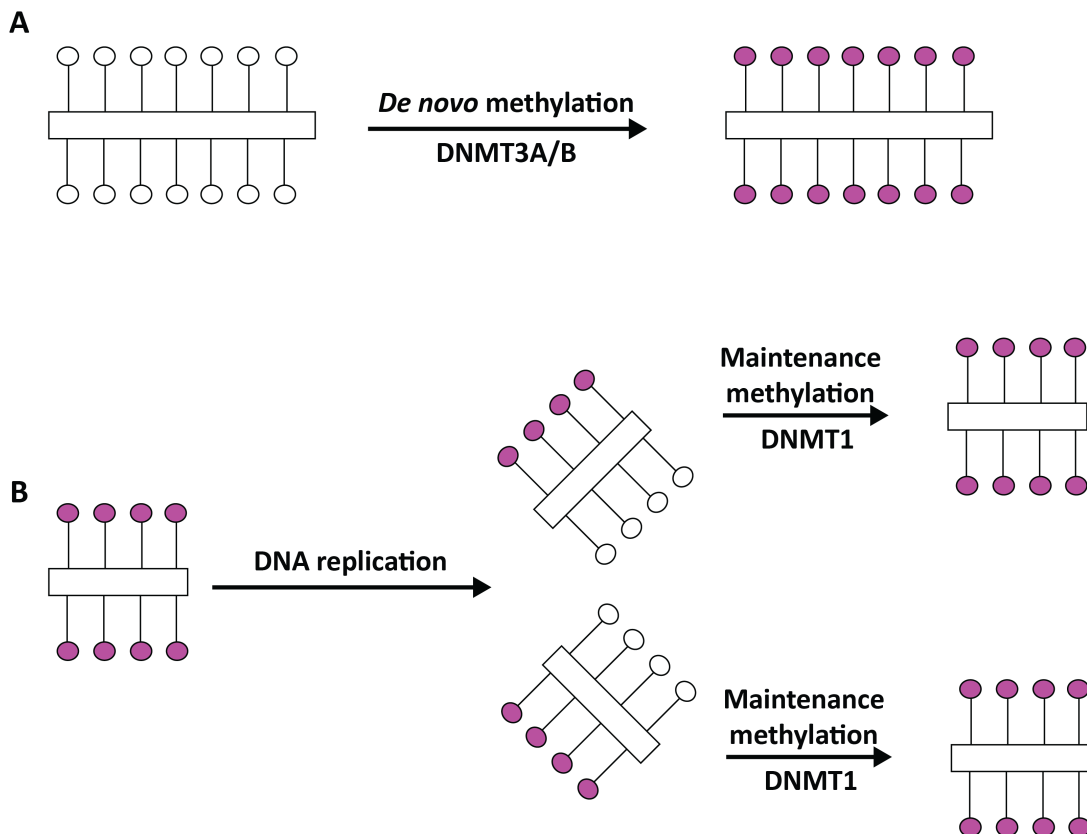 A
De novo methylation
DNMT3A/B
Maintenance
methylation
DNMT1
B
DNA replication
Maintenance
methylation
DNMT1